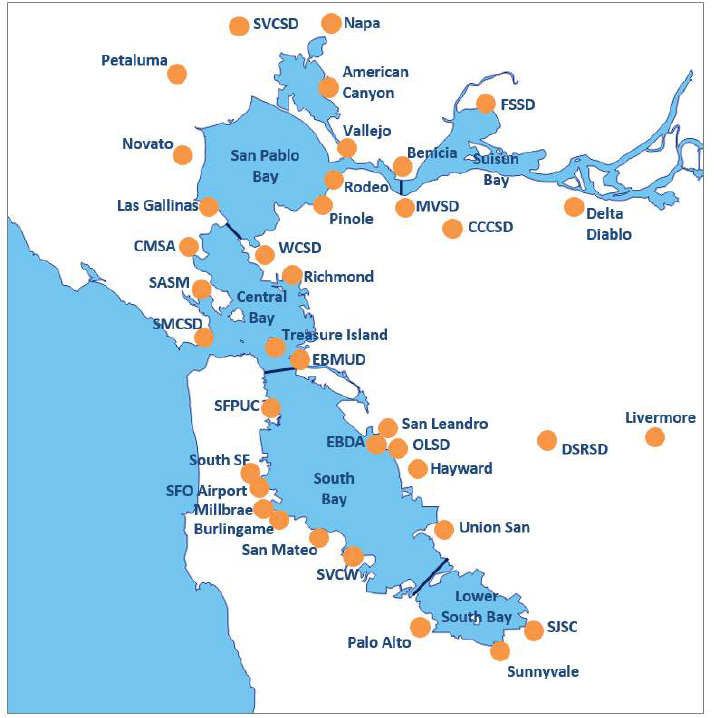 SVCSD
Napa
Petaluma
American
Canyon
FSSD
Vallejo
Novato
San Pablo
Bay
Benicia
Suisun
Bay
Rodeo
Las Gallinas
Pinole
MVSD
CCCSD
Delta
Diablo
CMSA
WCSD
SASM
Richmond
Central
Bay
SMCSD
Treasure Island
EBMUD
SFPUC
San Leandro
EBDA
OLSD
Livermore
DSRSD
South SF
Hayward
SFO Airport
South
Bay
Millbrae
Burlingame
Union San
San Mateo
SVCW
Lower
South Bay
Palo Alto
SJSC
Sunnyvale